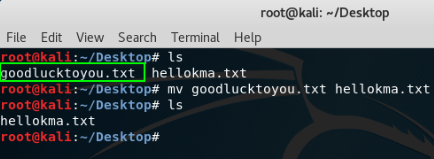 root@kali: ~/Desktop
File Edit View Search Terminal Help
root@kali:~/Desktop# ls
goodlucktoyou.txt hellokma.txt
root@kali:~/Desktop# mv goodlucktoyou.txt hellokma.txt
root@kali:~/Desktop# ls
hellokma.txt
root@kali:~/Desktop#